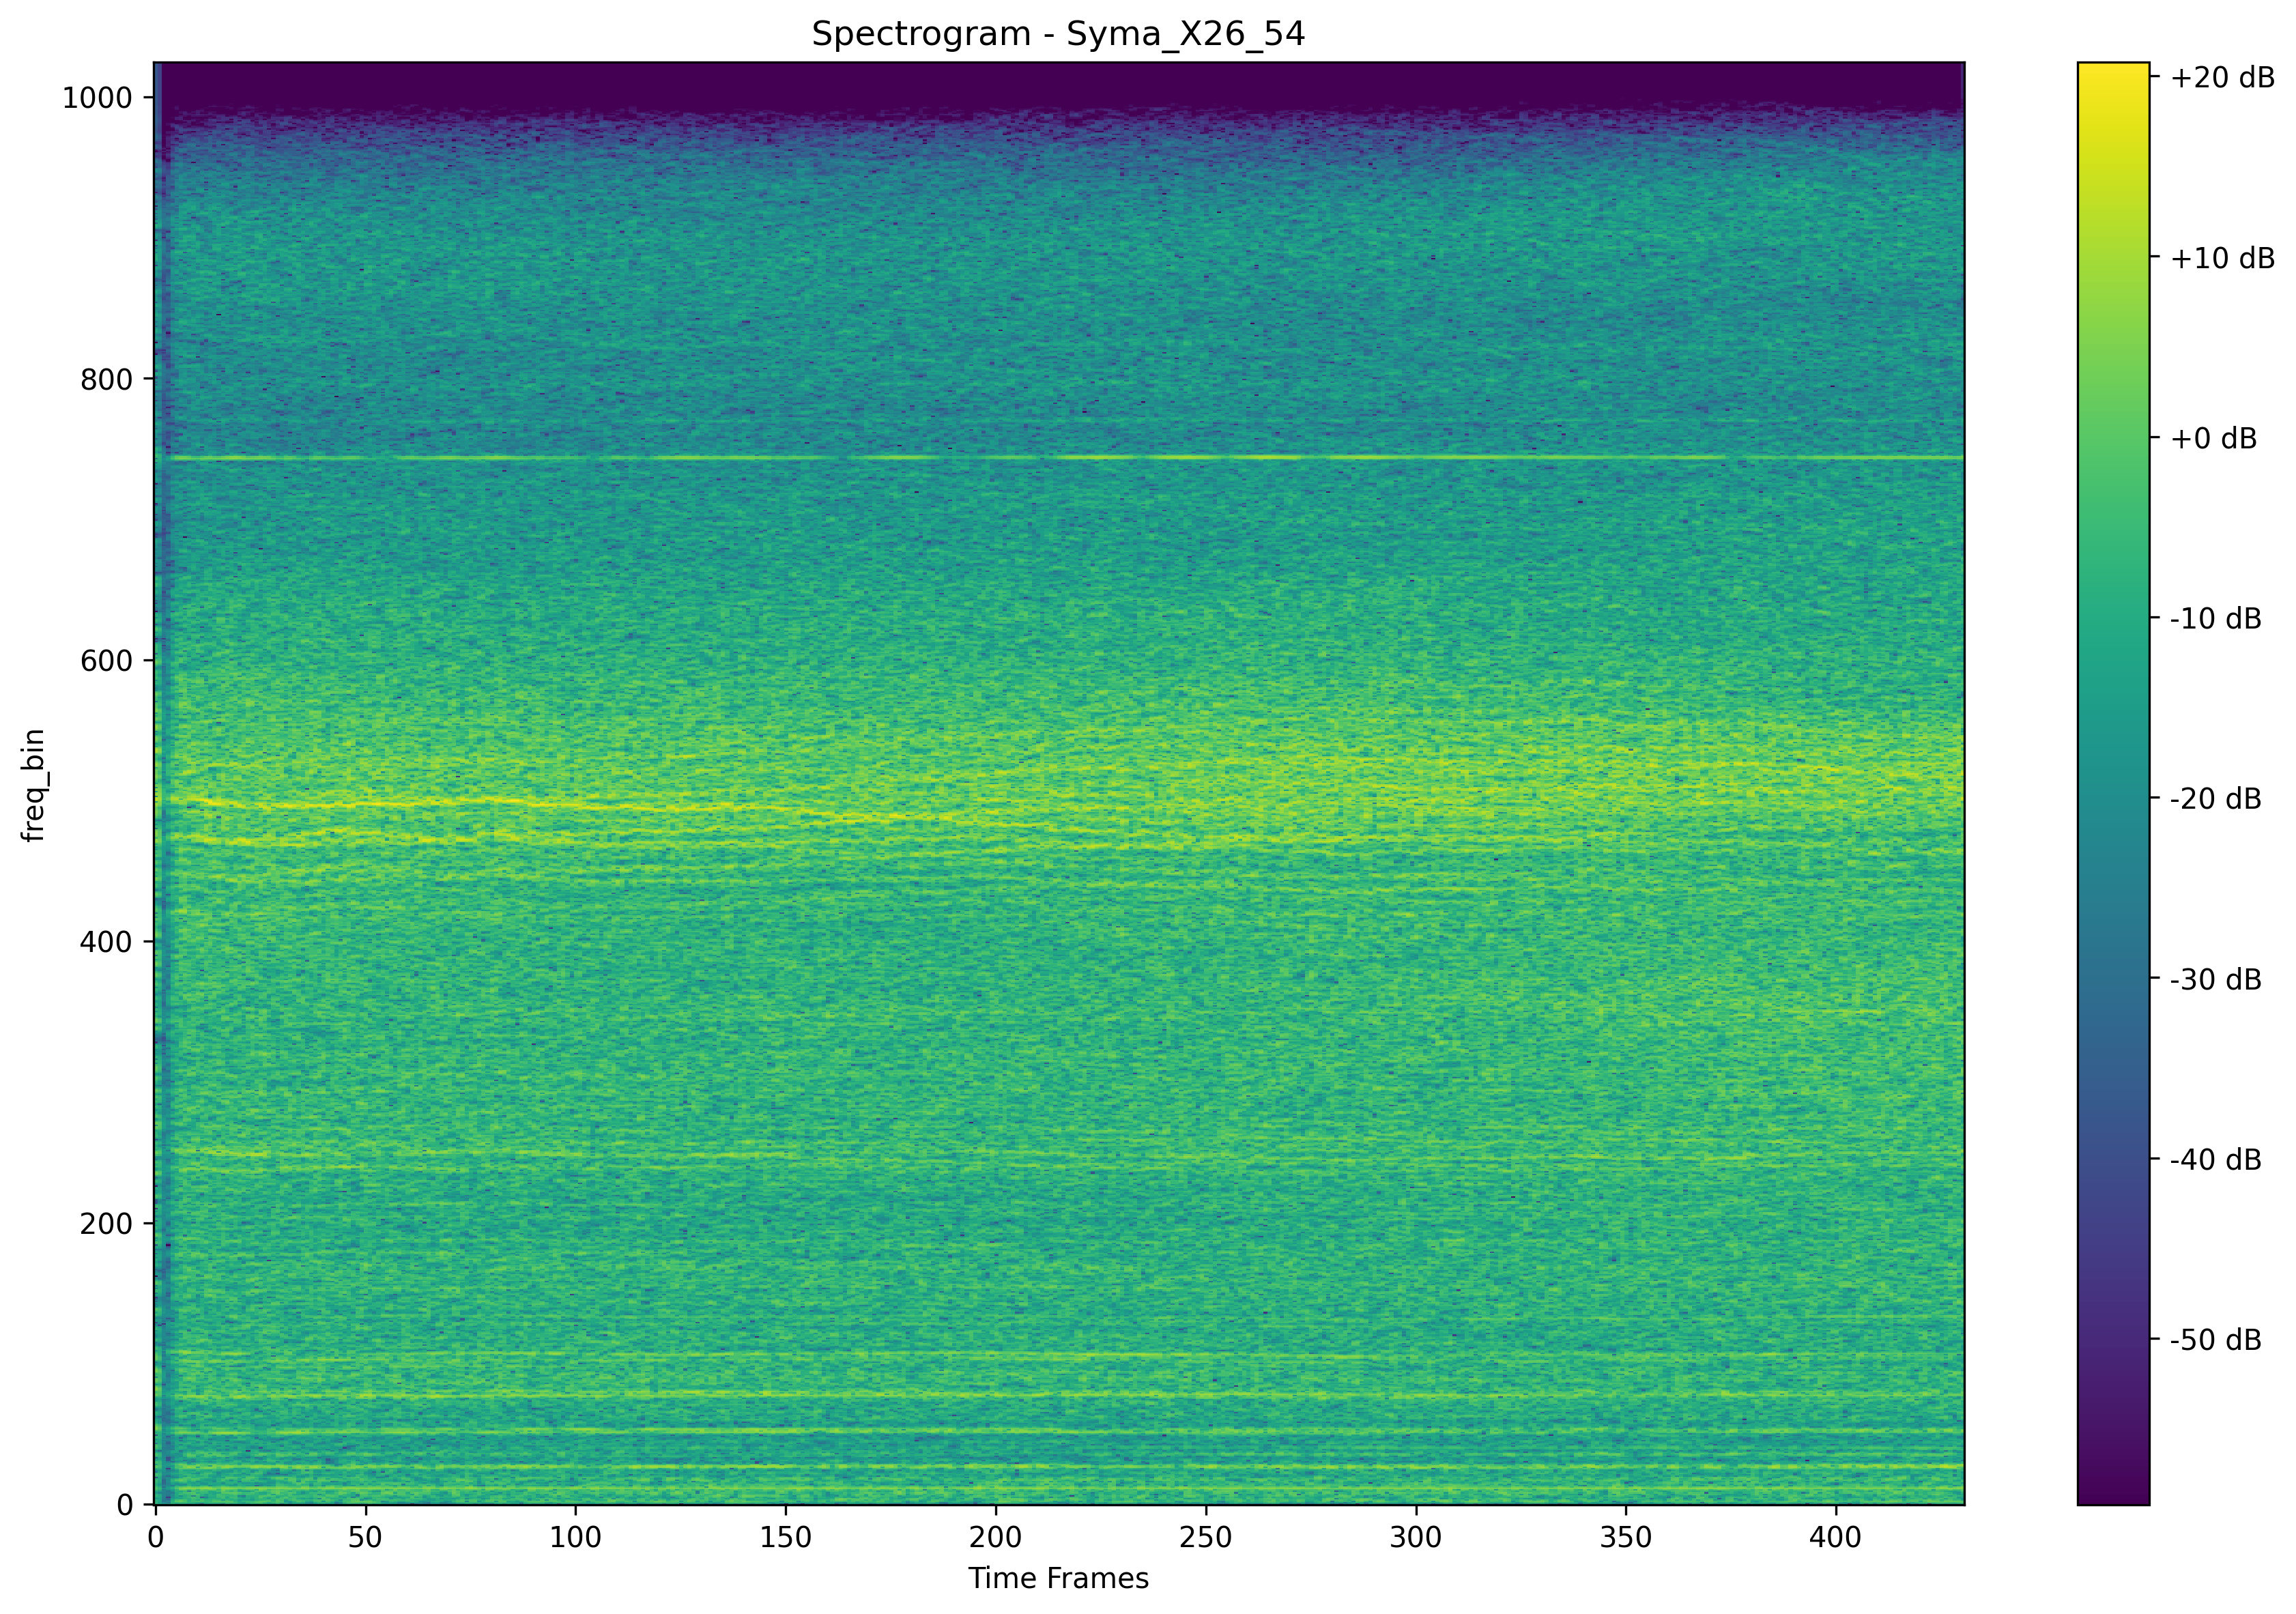 Spectrogram - Syma_X26_54
1000
800
600
400
200
0
freq_bin
0 50 100 150 200 250 300 350 400
Time Frames
+20 dB
+10 dB
+0 dB
-10 dB
-20 dB
-30 dB
-40 dB
-50 dB